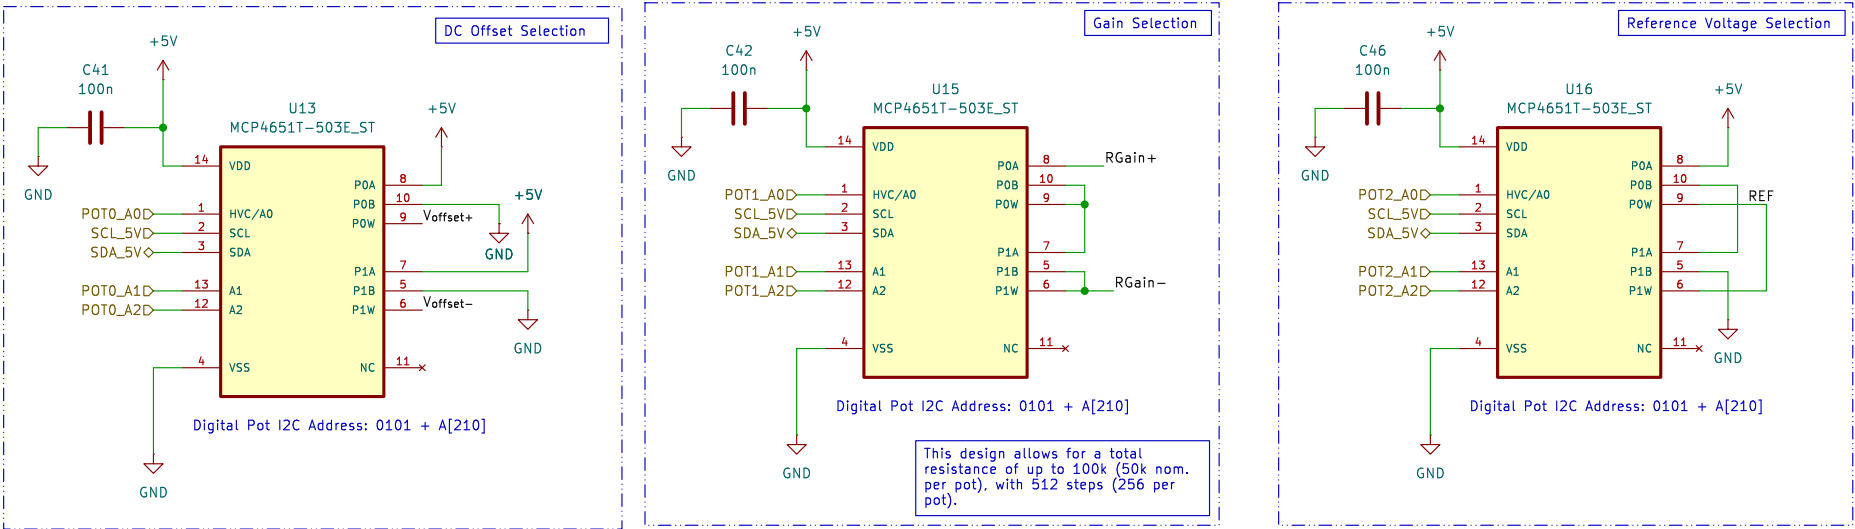 DC Offset Selection
+5V
C41
100n
GND
U13
MCP4651T-503E_ST
+5V
14 VDD
P0A 8
P0B 10
P0W 9
Voffset+
+5V
GND
POT0_A0 1 HVC/A0
SCL_5V 2 SCL
SDA_5V 3 SDA
P1A 7
P1B 5
P1W 6
Voffset-
GND
POT0_A1 13 A1
POT0_A2 12 A2
4 VSS
NC 11
GND
Digital Pot I2C Address: 0101 + A[210]
Gain Selection
+5V
C42
100n
GND
U15
MCP4651T-503E_ST
14 VDD
P0A 8
RGain+
P0B 10
P0W 9
POT1_A0 1 HVC/A0
SCL_5V 2 SCL
SDA_5V 3 SDA
P1A 7
P1B 5
P1W 6
RGain-
POT1_A1 13 A1
POT1_A2 12 A2
4 VSS
NC 11
GND
Digital Pot I2C Address: 0101 + A[210]
This design allows for a total
resistance of up to 100k (50k nom.
per pot), with 512 steps (256 per
pot).
Reference Voltage Selection
+5V
C46
100n
GND
U16
MCP4651T-503E_ST
+5V
14 VDD
P0A 8
P0B 10
P0W 9
REF
POT2_A0 1 HVC/A0
SCL_5V 2 SCL
SDA_5V 3 SDA
P1A 7
P1B 5
P1W 6
POT2_A1 13 A1
POT2_A2 12 A2
GND
4 VSS
NC 11
GND
Digital Pot I2C Address: 0101 + A[210]